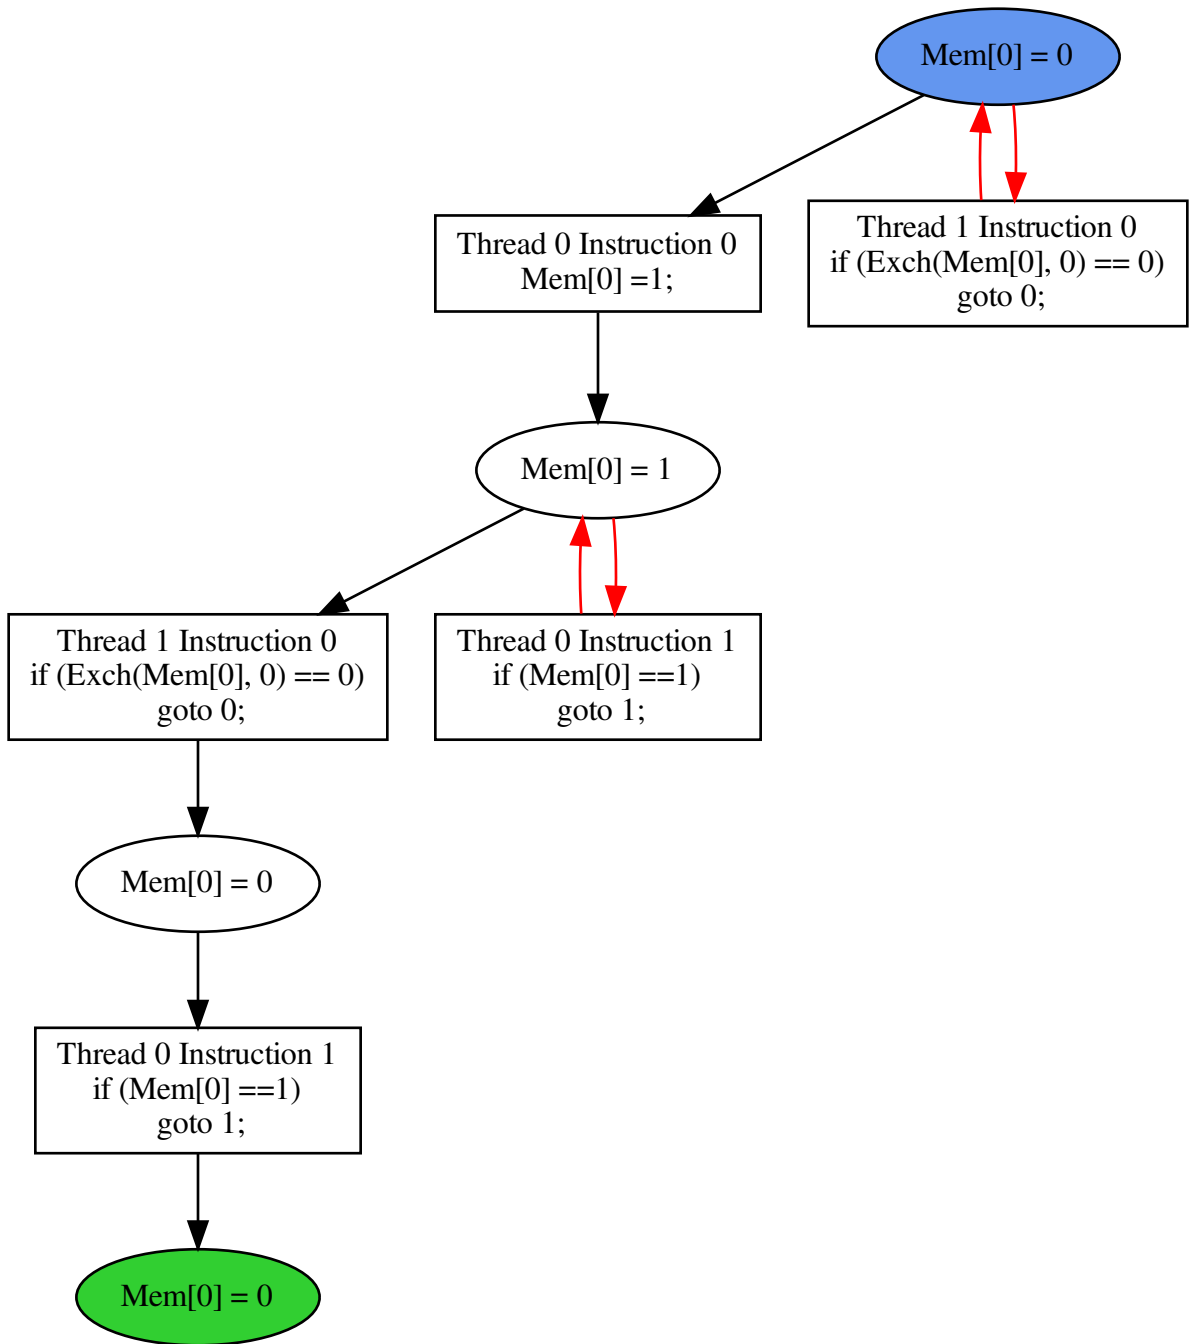 Mem[0] = 0
Thread 0 Instruction 0
Mem[0] =1;
Thread 1 Instruction 0
if (Exch(Mem[0], 0) == 0)
goto 0;
Mem[0] = 1
Thread 1 Instruction 0
if (Exch(Mem[0], 0) == 0)
goto 0;
Thread 0 Instruction 1
if (Mem[0] ==1)
goto 1;
Mem[0] = 0
Thread 0 Instruction 1
if (Mem[0] ==1)
goto 1;
Mem[0] = 0